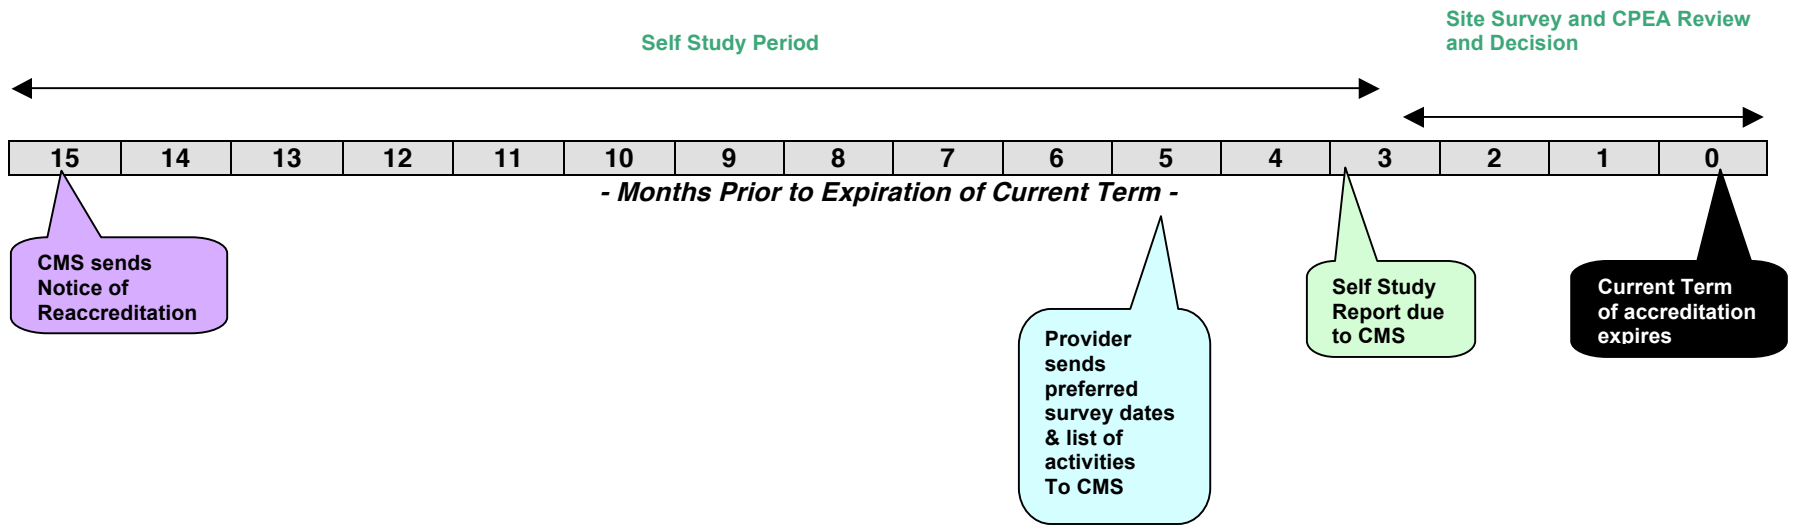 Site Survey and CPEA Review
and Decision
Self Study Period
15 14 13 12 11 10 9 8 7 6 5 4 3 2 1 0
- Months Prior to Expiration of Current Term -
CMS sends
Notice of
Reaccreditation
Provider
sends
preferred
survey dates
& list of
activities
To CMS
Self Study
Report due
to CMS
Current Term
of accreditation
expires